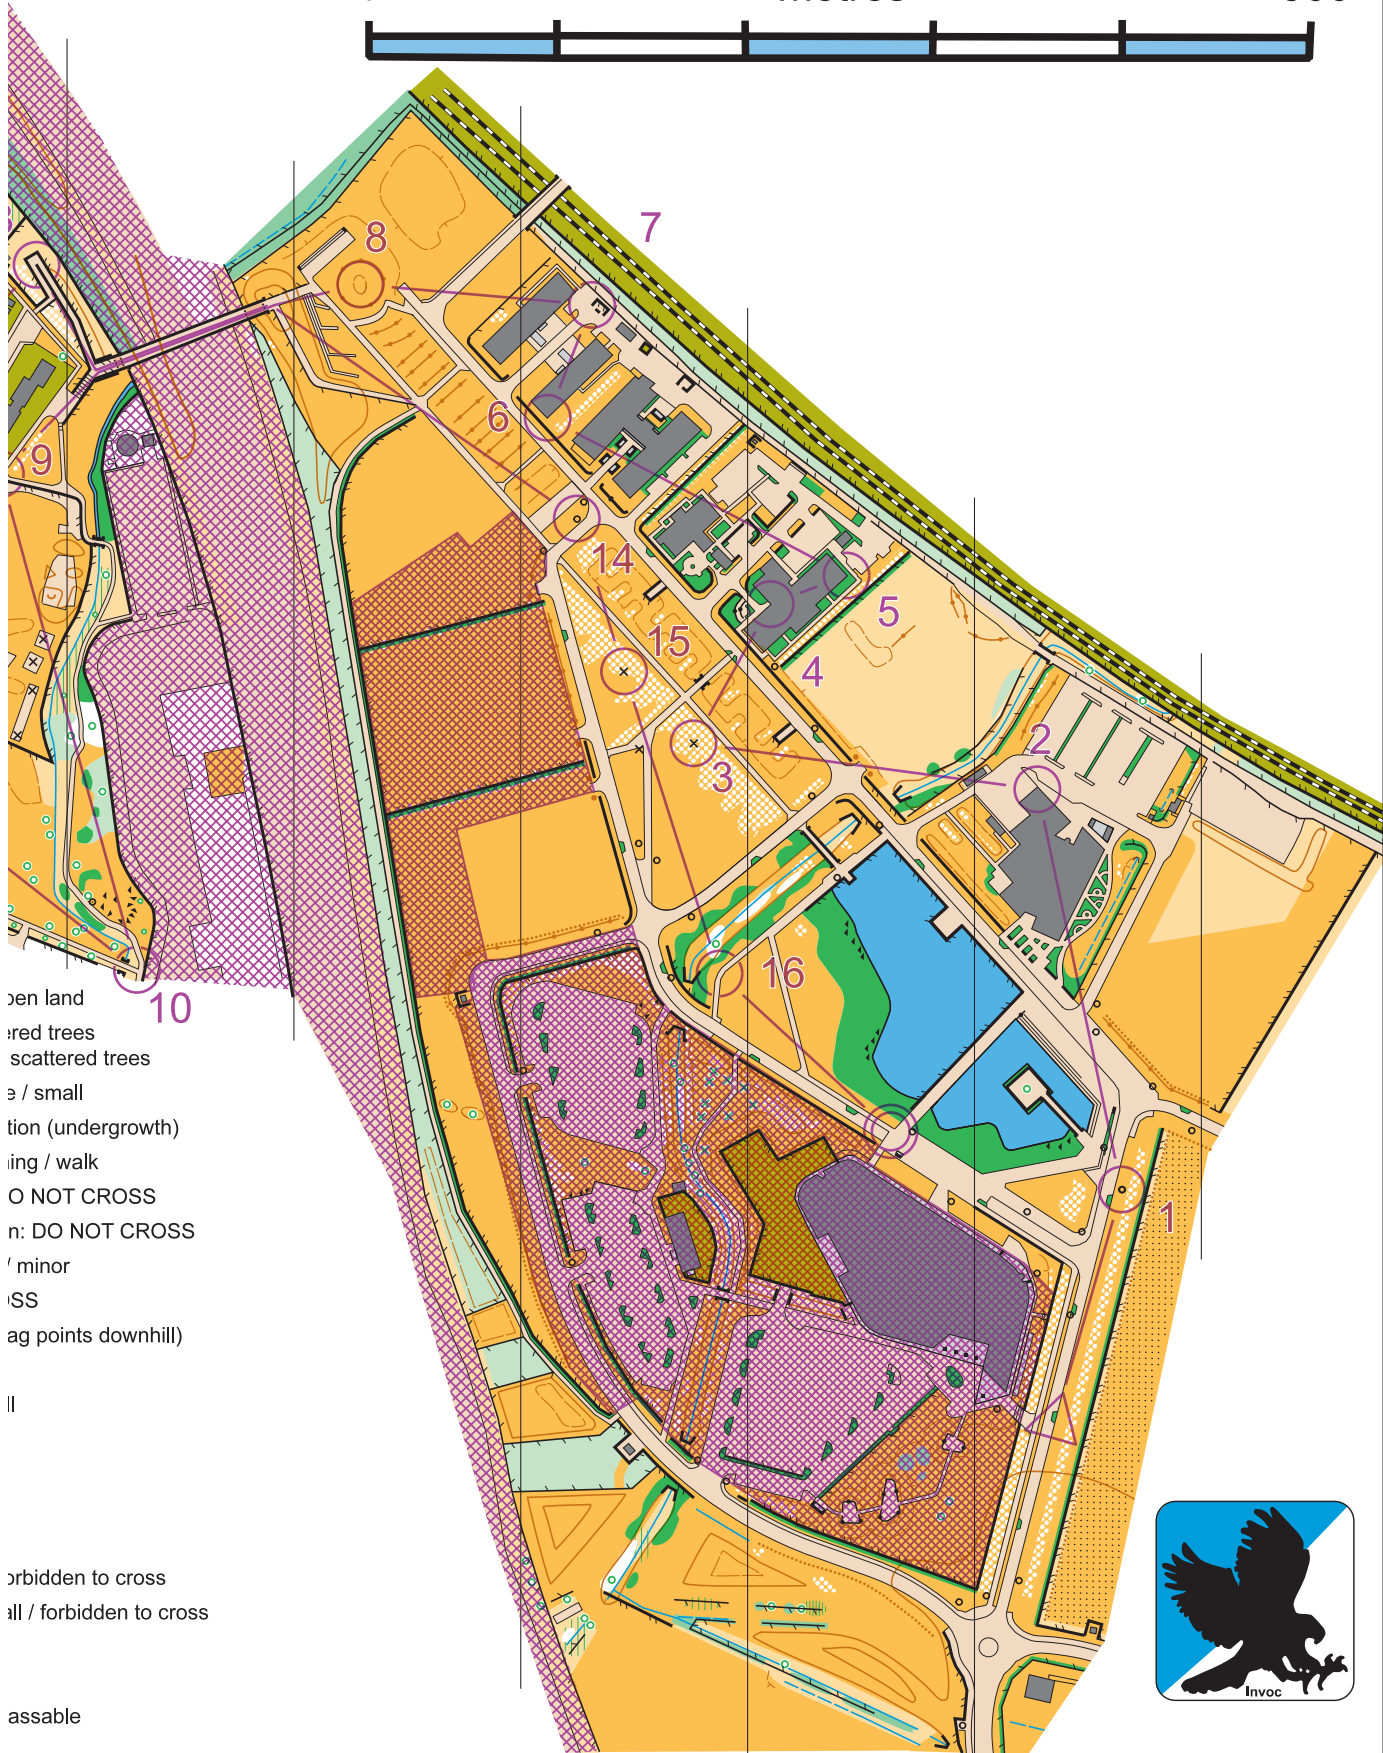 metres
7
8
6
9
14
15
5
4
3
2
16
10
1
pen land
ered trees
scattered trees
e / small
tion (undergrowth)
ing / walk
O NOT CROSS
n: DO NOT CROSS
/ minor
OSS
ag points downhill)
ll
orbidden to cross
all / forbidden to cross
assable
Invoc